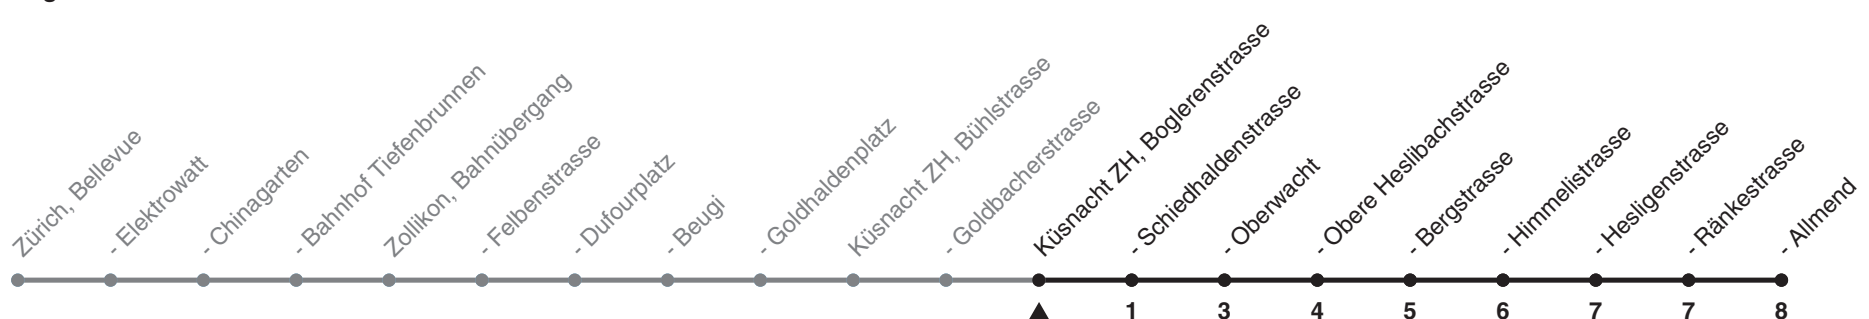 Zürich, Bellevue
- Elektrowatt
- Chinagarten
- Bahnhof Tiefenbrunnen
Zollikon, Bahnübergang
- Felbenstrasse
- Dufourplatz
- Beugi
- Goldhaldenplatz
Küsnacht ZH, Bühlstrasse
- Goldbacherstrasse
Küsnacht ZH, Boglerenstrasse
- Schiedhaldenstrasse
- Oberwacht
- Obere Heslibachstrasse
- Bergstrasse
- Himmelistrasse
- Hesligenstrasse
- Ränkestrasse
- Allmend
1 3 4 5 6 7 7 8